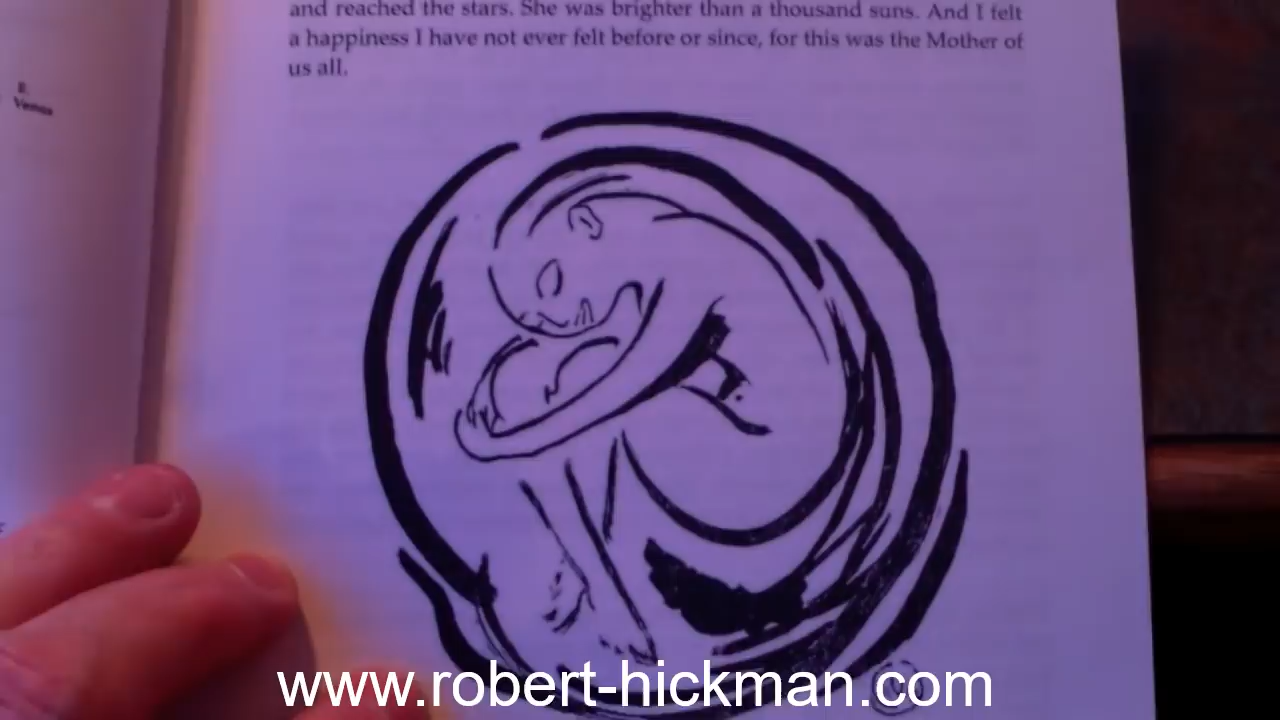 and reached the stars. She was brighter than a thousand suns. And I felt
a happiness I have not ever felt before or since, for this was the Mother of
us all.
Venus
www.robert-hickman.com